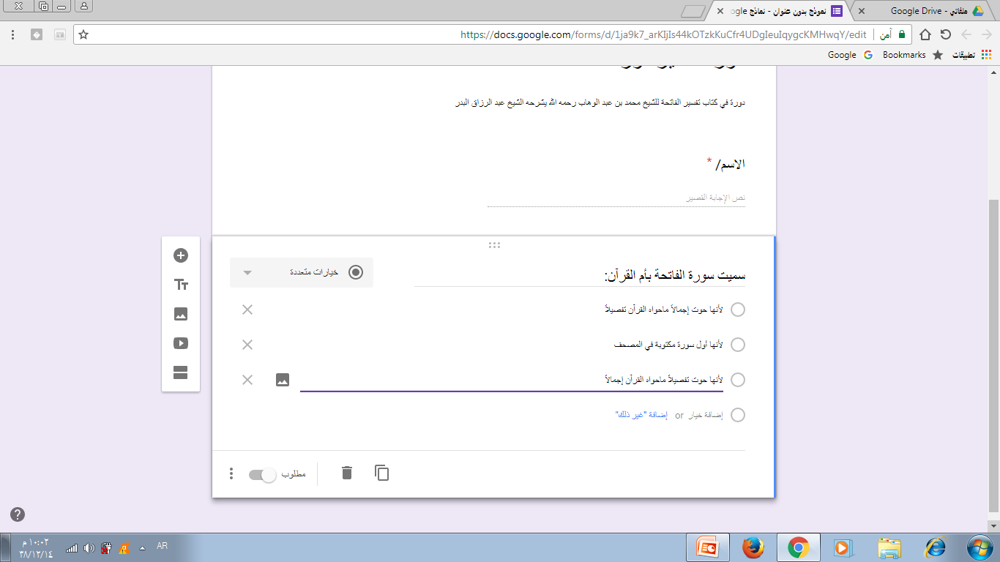 ملفاتي - Google Drive
نموذج بدون عنوان - نماذج
https://docs.google.com/forms/d/1ja9k7_arKIjIs44kOTzkKuCfr4UDgIeuIqygcKMHwqY/edit
آمن
تطبيقات
Bookmarks
Google
دورة في كتاب تفسير الفاتحة للشيخ محمد بن عبد الوهاب رحمه الله يشرحه الشيخ عبد الرزاق البدر
الاسم/ *
نص الإجابة القصير
سميت سورة الفاتحة بأم القرآن:
خيارات متعددة
لأنها حوت إجمالاً ماحواه القرآن تفصيلاً
لأنها أول سورة مكتوبة في المصحف
لأنها حوت تفصيلاً ماحواه القرآن إجمالاً
إضافة خيار or إضافة "غير ذلك"
مطلوب
AR
١٠:٠٢ م
٣٨/١٢/١٤